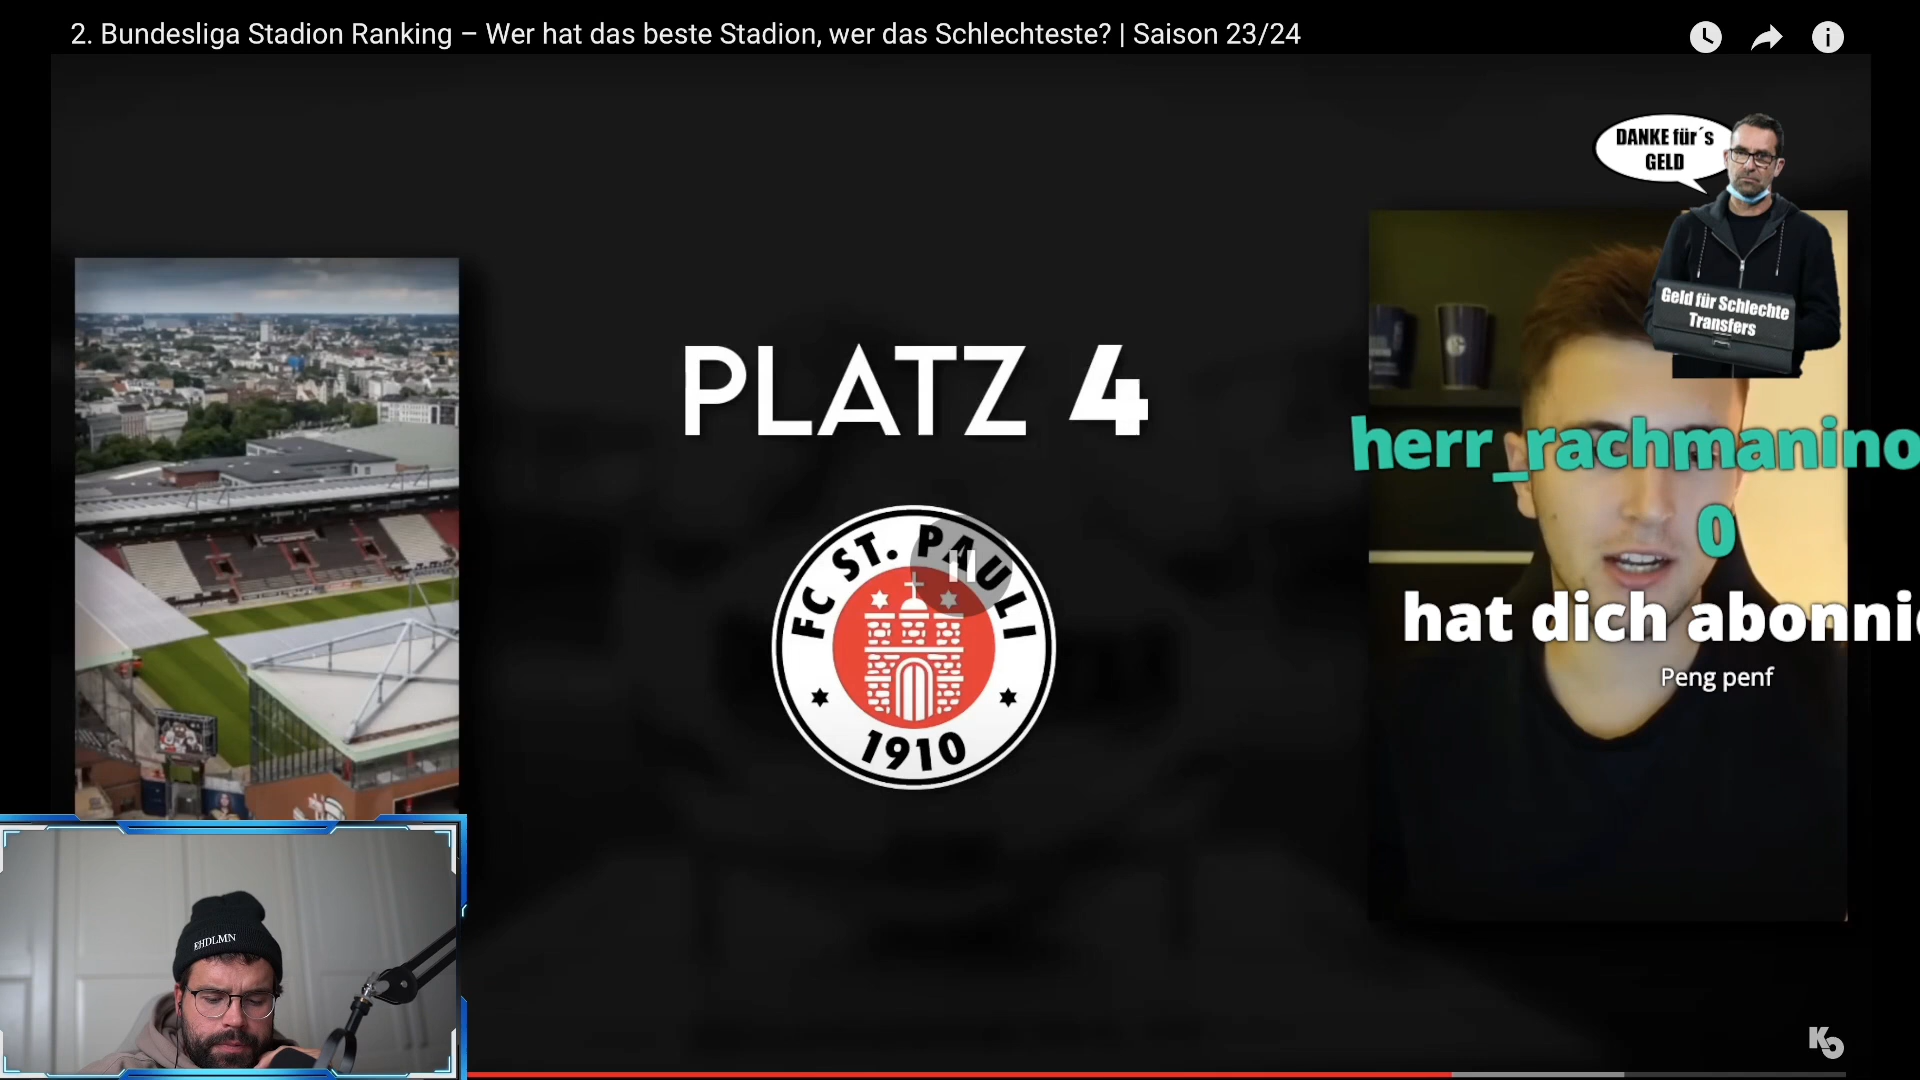 2. Bundesliga Stadion Ranking – Wer hat das beste Stadion, wer das Schlechteste? | Saison 23/24
DANKE für´s
GELD
Geld für Schlechte
Transfers
PLATZ 4
herr_rachmanino
0
hat dich abonni
Peng penf
FC ST. PAULI
1910
EHDLMN
KO